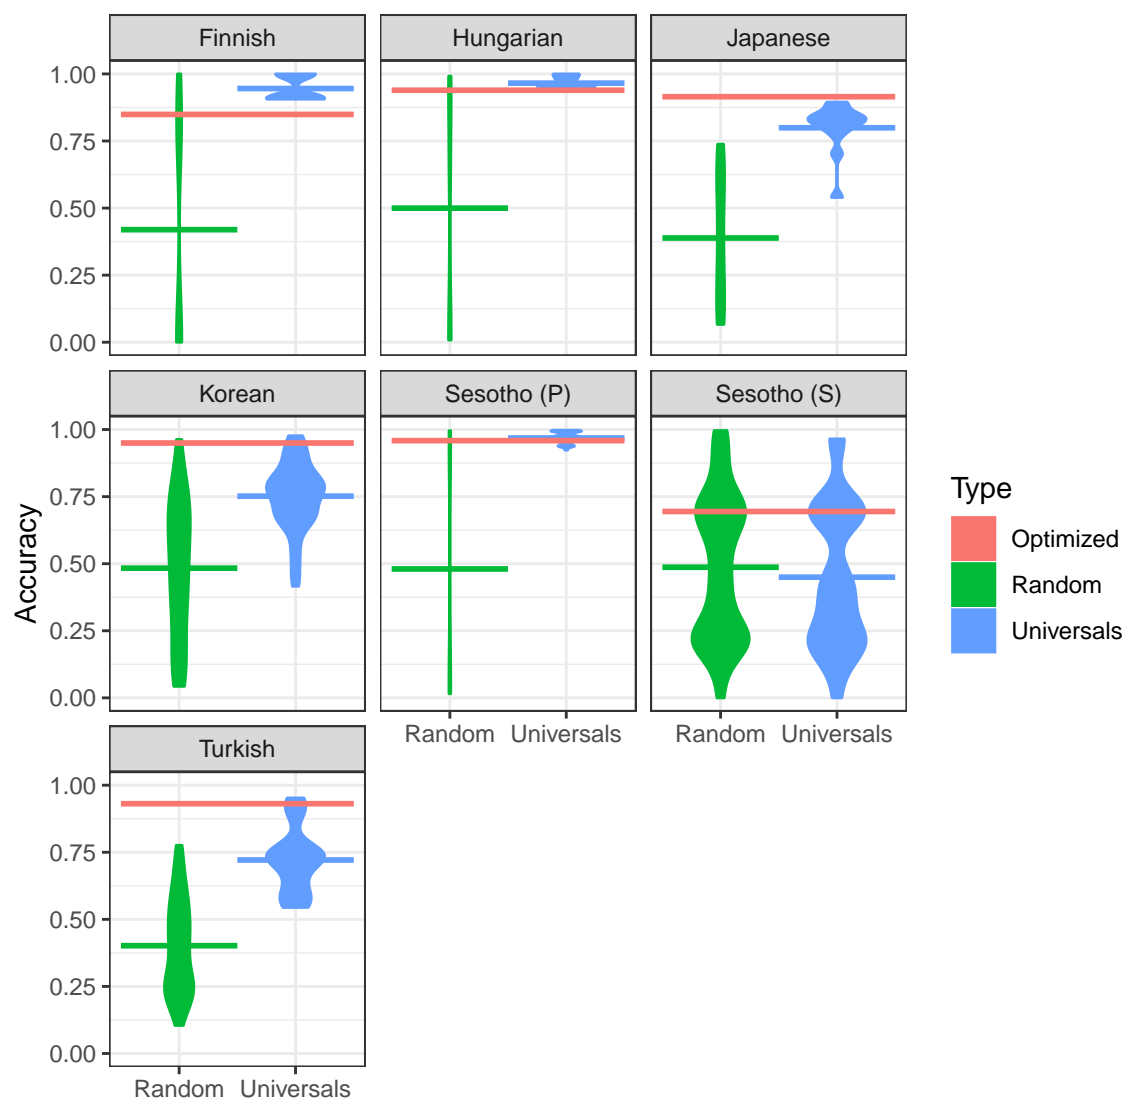 Finnish
Hungarian
Japanese
1.00
0.75
0.50
0.25
0.00
Korean
Sesotho (P)
Sesotho (S)
1.00
0.75
0.50
0.25
0.00
Random Universals
Random Universals
Turkish
1.00
0.75
0.50
0.25
0.00
Random Universals
Accuracy
Type
Optimized
Random
Universals